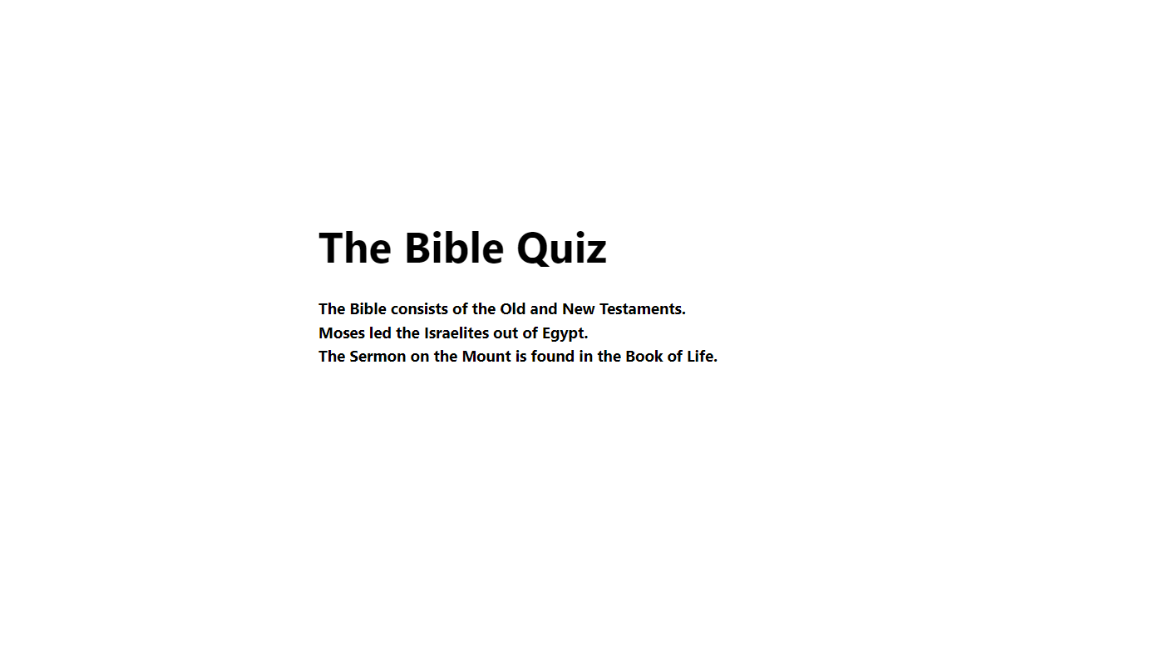 The Bible Quiz
The Bible consists of the Old and New Testaments.
Moses led the Israelites out of Egypt.
The Sermon on the Mount is found in the Book of Life.